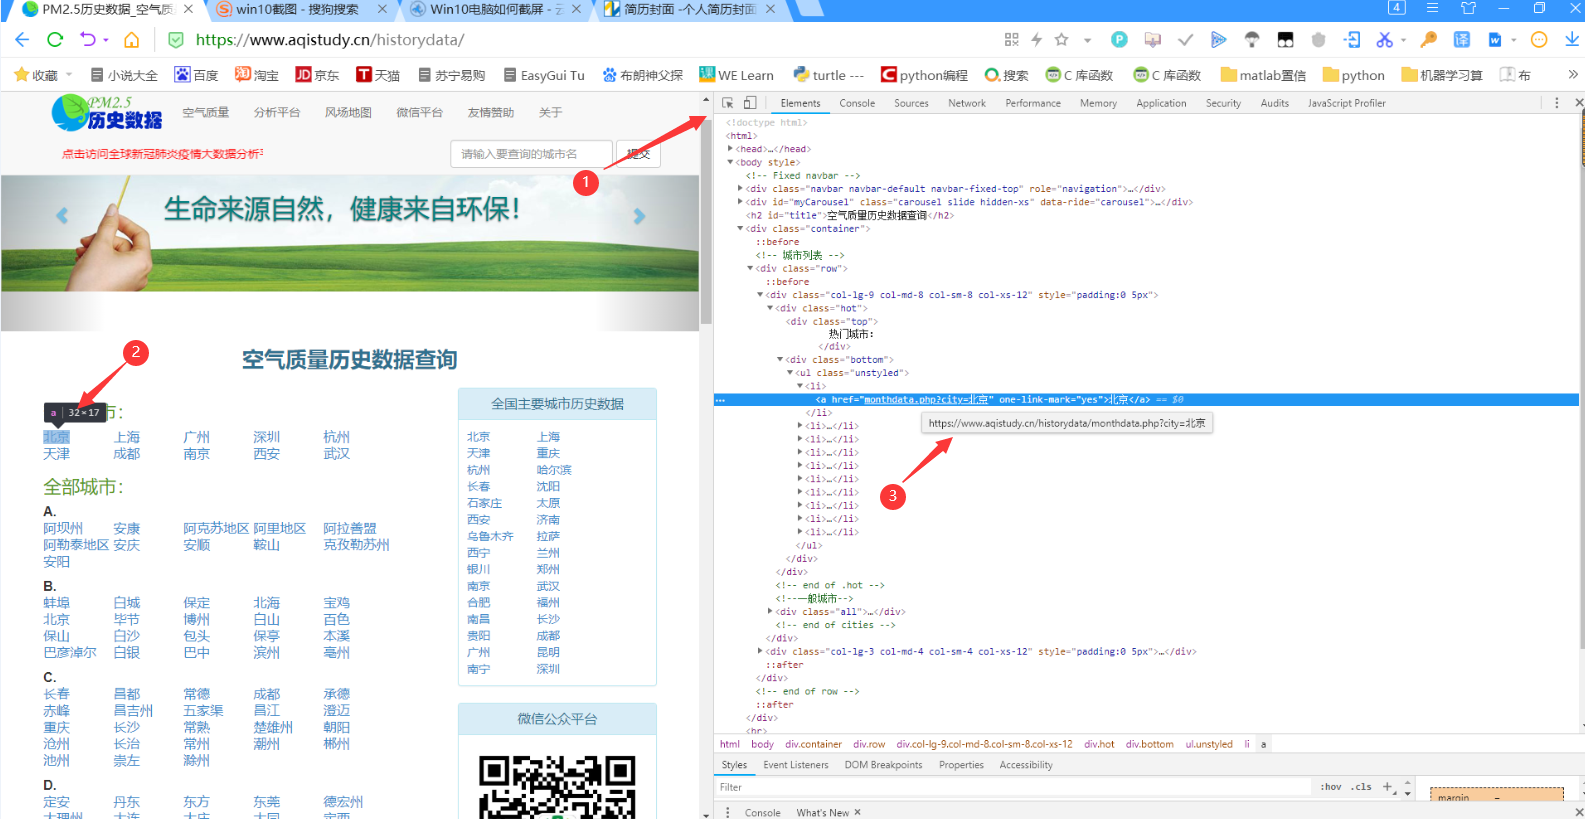 PM2.5历史数据_空气质
win10截图 - 搜狗搜索
Win10电脑如何截屏 - 云
简历封面 -个人简历封面
4
https://www.aqistudy.cn/historydata/
收藏
小说大全
百度
淘宝
京东
天猫
苏宁易购
EasyGui Tu
布朗神父探
WE Learn
turtle ---
python编程
搜索
C 库函数
C 库函数
matlab置信
python
机器学习算
布
PM2.5
历史数据
空气质量
分析平台
风场地图
微信平台
友情赞助
关于
点击访问全球新冠肺炎疫情大数据分析平
请输入要查询的城市名
提交
1
生命来源自然，健康来自环保！
2
空气质量历史数据查询
a | 32×17
市：
北京 上海 广州 深圳 杭州
天津 成都 南京 西安 武汉
全部城市：
A.
阿坝州 安康 阿克苏地区 阿里地区 阿拉善盟
阿勒泰地区 安庆 安顺 鞍山 克孜勒苏州
安阳
B.
蚌埠 白城 保定 北海 宝鸡
北京 毕节 博州 白山 百色
保山 白沙 包头 保亭 本溪
巴彦淖尔 白银 巴中 滨州 亳州
C.
长春 昌都 常德 成都 承德
赤峰 昌吉州 五家渠 昌江 澄迈
重庆 长沙 常熟 楚雄州 朝阳
沧州 长治 常州 潮州 郴州
池州 崇左 滁州
D.
定安 丹东 东方 东莞 德宏州
大理州 大连 大庆 大同 定西
全国主要城市历史数据
北京 上海
天津 重庆
杭州 哈尔滨
长春 沈阳
石家庄 太原
西安 济南
乌鲁木齐 拉萨
西宁 兰州
银川 郑州
南京 武汉
合肥 福州
南昌 长沙
贵阳 成都
广州 昆明
南宁 深圳
微信公众平台
Elements Console Sources Network Performance Memory Application Security Audits JavaScript Profiler
<!doctype html>
<html>
<head>…</head>
<body style>
<!-- Fixed navbar -->
<div class="navbar navbar-default navbar-fixed-top" role="navigation">…</div>
<div id="myCarousel" class="carousel slide hidden-xs" data-ride="carousel">…</div>
<h2 id="title">空气质量历史数据查询</h2>
<div class="container">
::before
<!-- 城市列表 -->
<div class="row">
::before
<div class="col-lg-9 col-md-8 col-sm-8 col-xs-12" style="padding:0 5px">
<div class="hot">
<div class="top">
热门城市：
</div>
<div class="bottom">
<ul class="unstyled">
<li>
<a href="monthdata.php?city=北京" one-link-mark="yes">北京</a> == $0
</li>
https://www.aqistudy.cn/historydata/monthdata.php?city=北京
<li>…</li>
<li>…</li>
<li>…</li>
<li>…</li>
<li>…</li>
<li>…</li>
<li>…</li>
<li>…</li>
<li>…</li>
3
</ul>
</div>
</div>
<!-- end of .hot -->
<!--一般城市-->
<div class="all">…</div>
<!-- end of cities -->
</div>
<div class="col-lg-3 col-md-4 col-sm-4 col-xs-12" style="padding:0 5px">…</div>
::after
</div>
<!-- end of row -->
::after
</div>
<hr>
html body div.container div.row div.col-lg-9.col-md-8.col-sm-8.col-xs-12 div.hot div.bottom ul.unstyled li a
Styles Event Listeners DOM Breakpoints Properties Accessibility
Filter
:hov .cls +
margin –
Console What's New